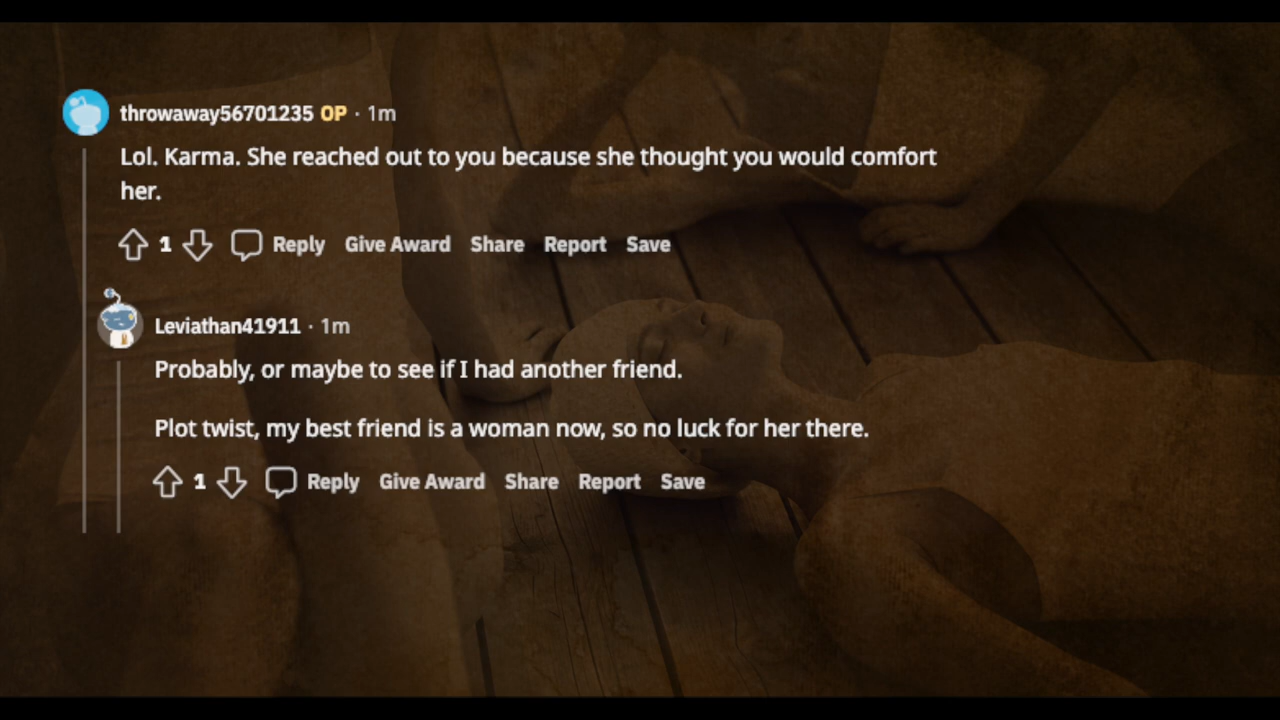 throwaway56701235 OP · 1m
Lol. Karma. She reached out to you because she thought you would comfort
her.
1 Reply Give Award Share Report Save
Leviathan41911 · 1m
Probably, or maybe to see if I had another friend.
Plot twist, my best friend is a woman now, so no luck for her there.
1 Reply Give Award Share Report Save